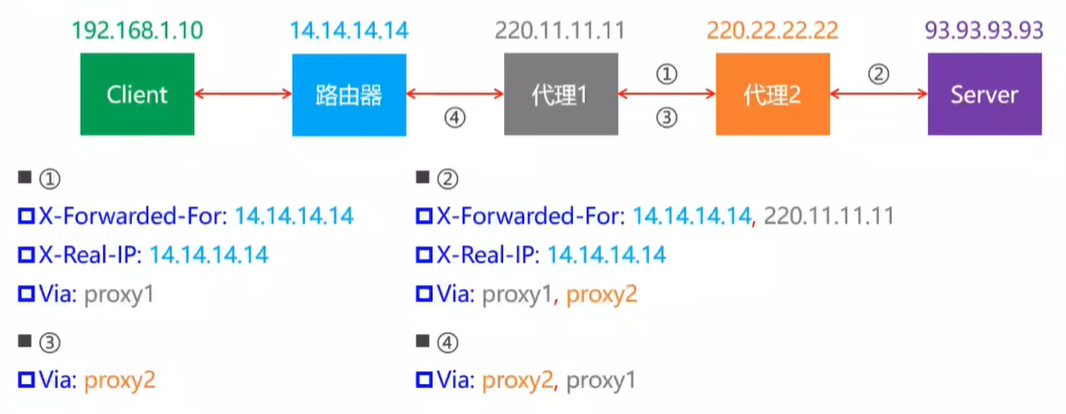 192.168.1.10 14.14.14.14 220.11.11.11 220.22.22.22 93.93.93.93
① ②
Client 路由器 代理1 代理2 Server
④ ③
①
X-Forwarded-For: 14.14.14.14
X-Real-IP: 14.14.14.14
Via: proxy1
②
X-Forwarded-For: 14.14.14.14, 220.11.11.11
X-Real-IP: 14.14.14.14
Via: proxy1, proxy2
③
Via: proxy2
④
Via: proxy2, proxy1